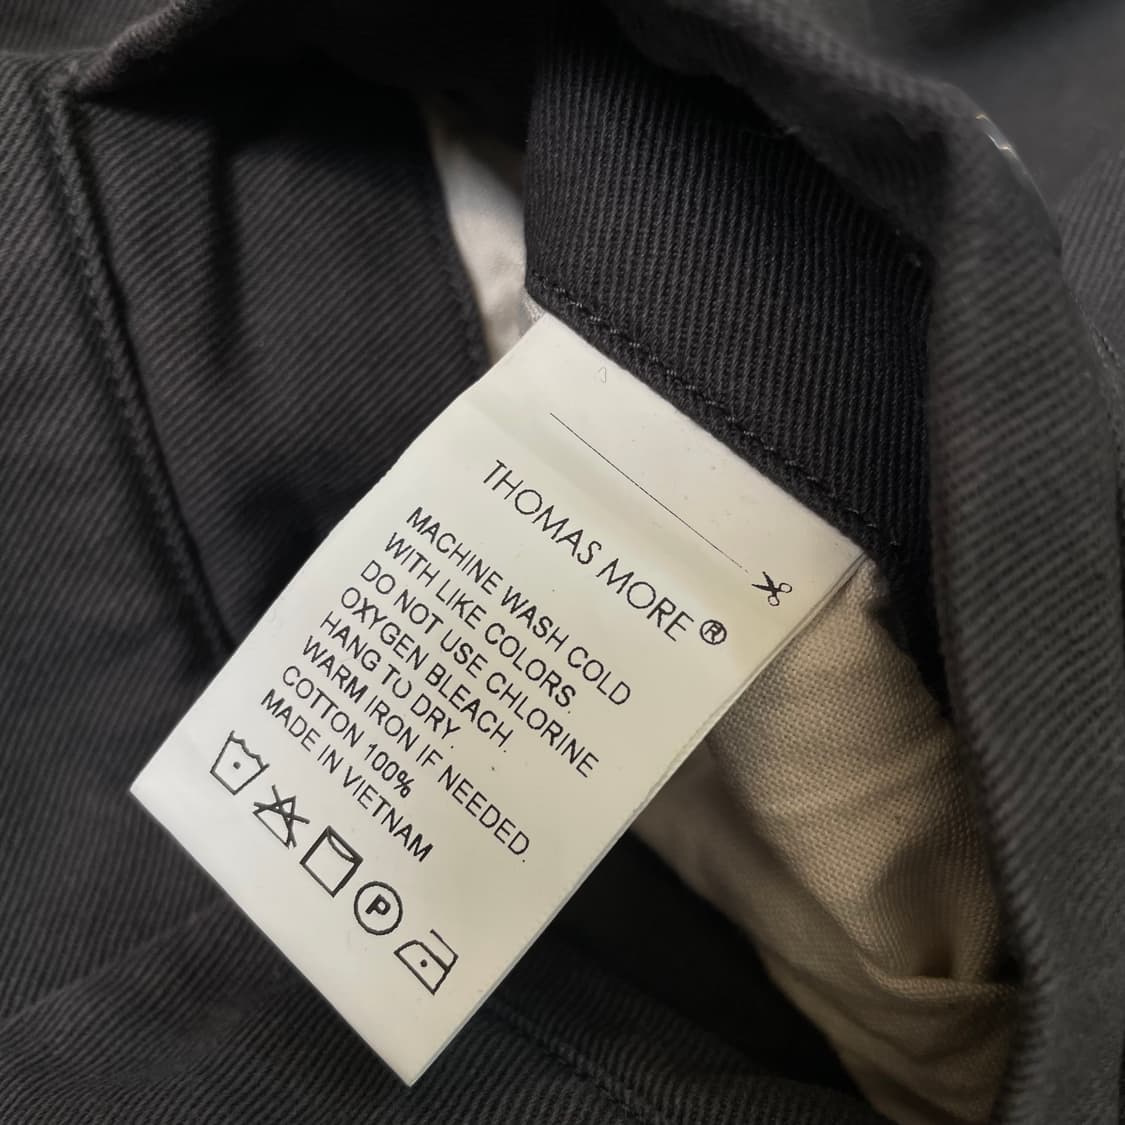 THOMAS MORE ®
MACHINE WASH COLD
WITH LIKE COLORS.
DO NOT USE CHLORINE
OXYGEN BLEACH.
HANG TO DRY.
WARM IRON IF NEEDED.
COTTON 100%
MADE IN VIETNAM
P